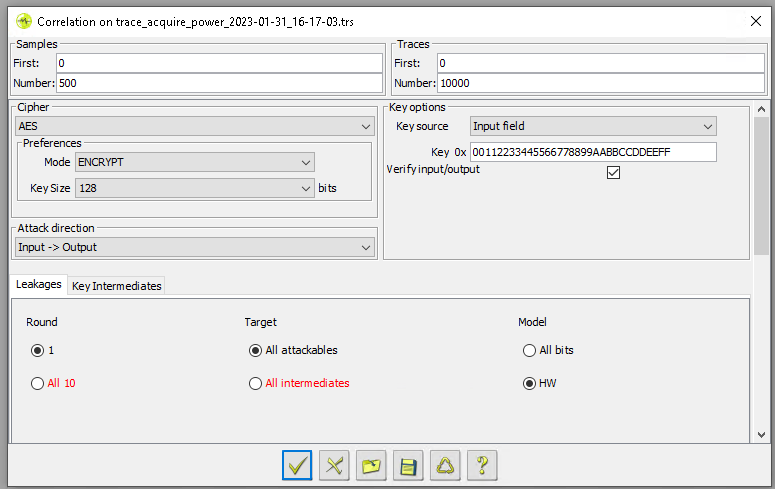 Correlation on trace_acquire_power_2023-01-31_16-17-03.trs
Samples
First: 0
Number: 500
Traces
First: 0
Number: 10000
Cipher
AES
Preferences
Mode ENCRYPT
Key Size 128 bits
Key options
Key source Input field
Key 0x 00112233445566778899AABBCCDDEEFF
Verify input/output
Attack direction
Input -> Output
Leakages Key Intermediates
Round Target Model
1 All attackables All bits
All 10 All intermediates HW
?